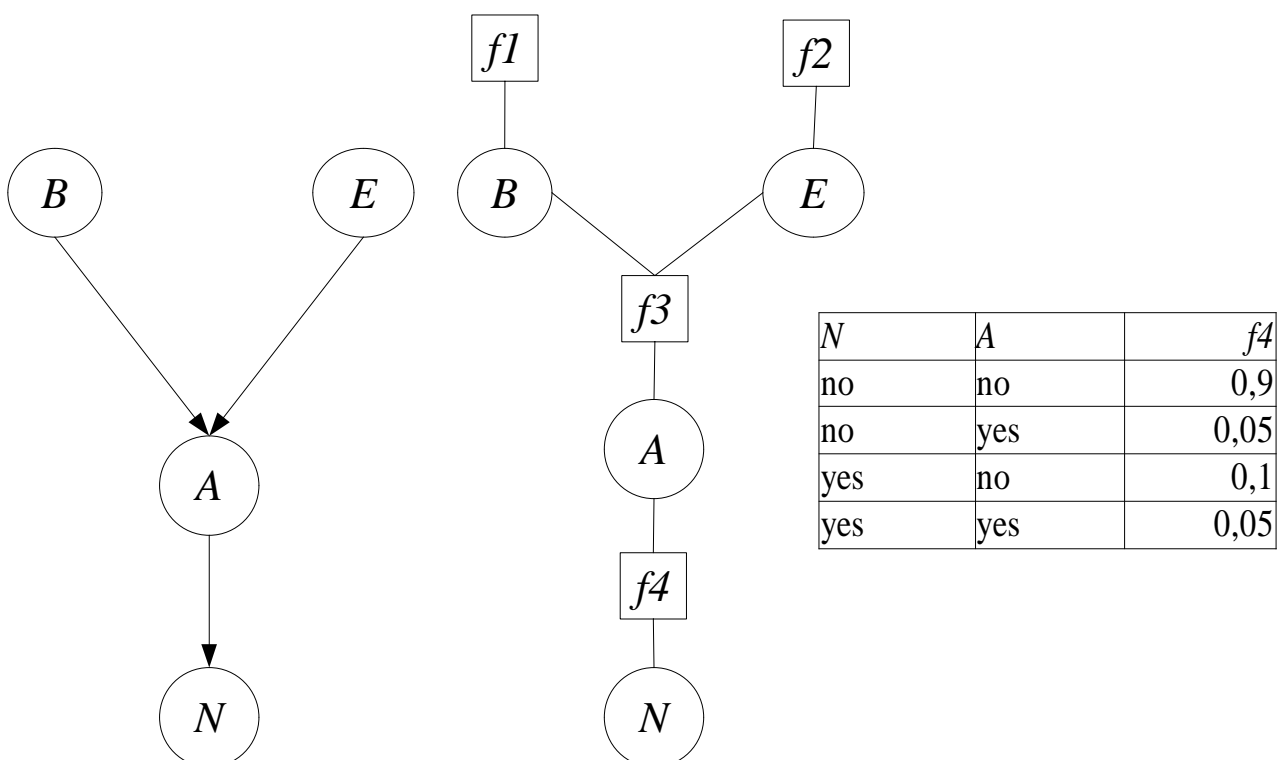 f1
f2
B
E
B
E
f3
A
A
f4
N
N
N A f4
no no 0,9
no yes 0,05
yes no 0,1
yes yes 0,05